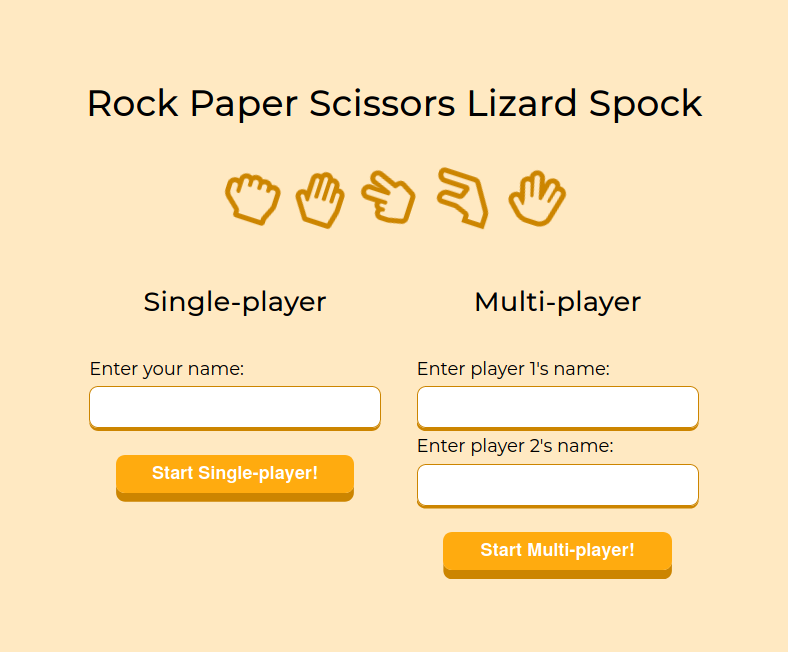 Rock Paper Scissors Lizard Spock
Single-player
Enter your name:
Start Single-player!
Multi-player
Enter player 1's name:
Enter player 2's name:
Start Multi-player!